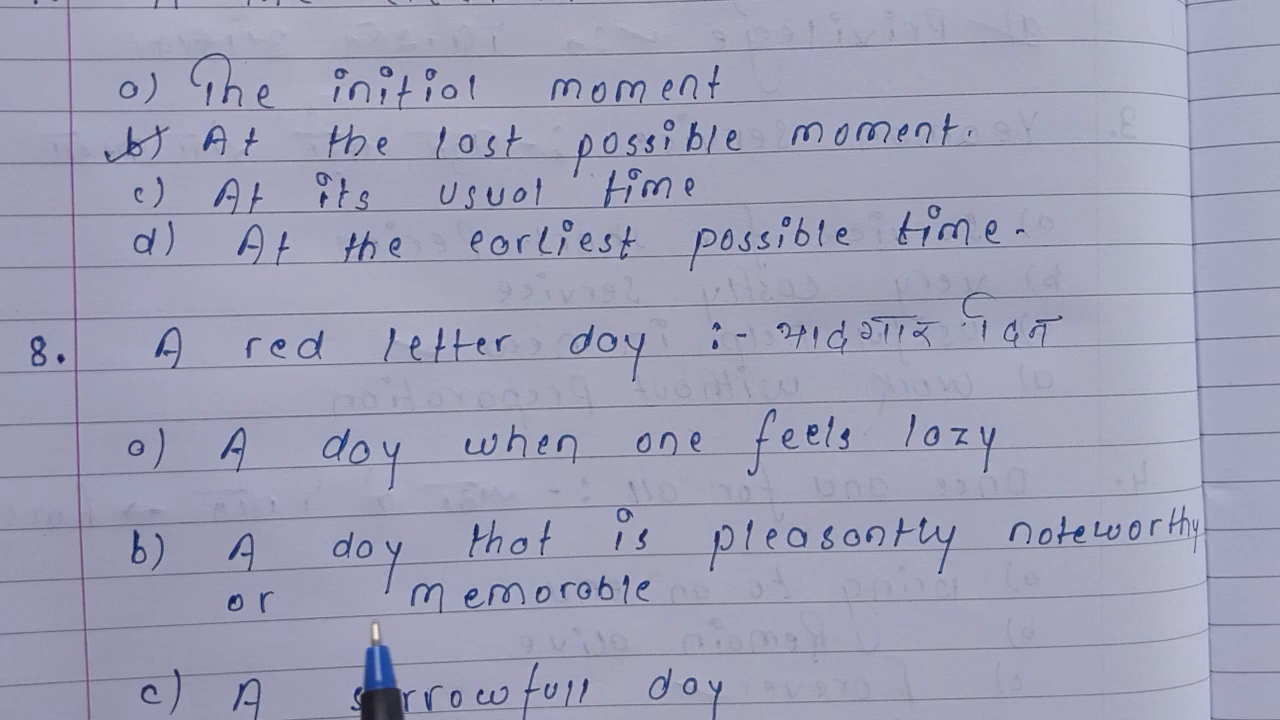 a) The initial moment
b) At the last possible moment.
c) At its usual time
d) At the earliest possible time.
8. A red letter day :- यादगार दिन
a) A day when one feels lazy
b) A day that is pleasantly noteworthy
or memorable
c) A sorrowfull day